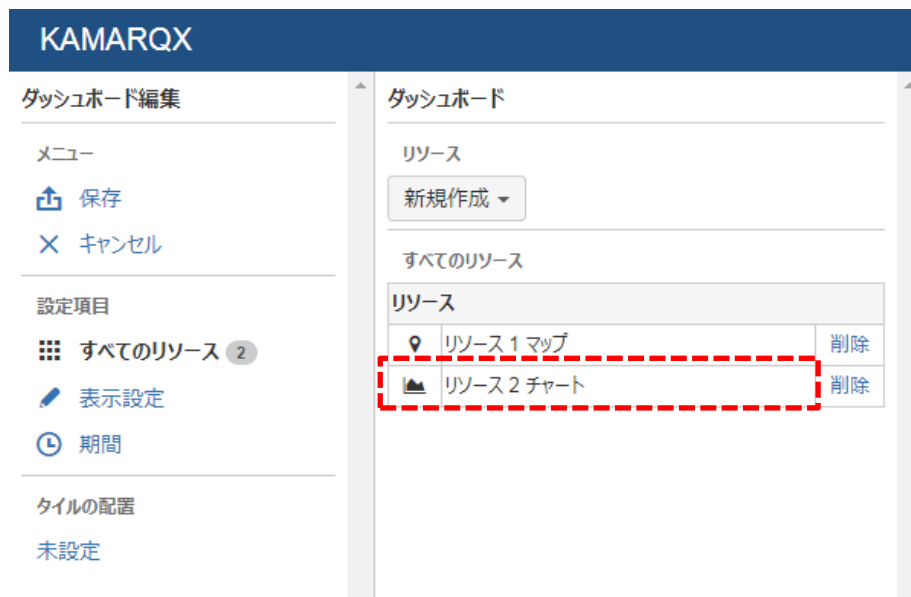 KAMARQX
ダッシュボード編集
メニュー
保存
キャンセル
設定項目
すべてのリソース 2
表示設定
期間
タイルの配置
未設定
ダッシュボード
リソース
新規作成
すべてのリソース
リソース
リソース 1 マップ 削除
リソース 2 チャート 削除